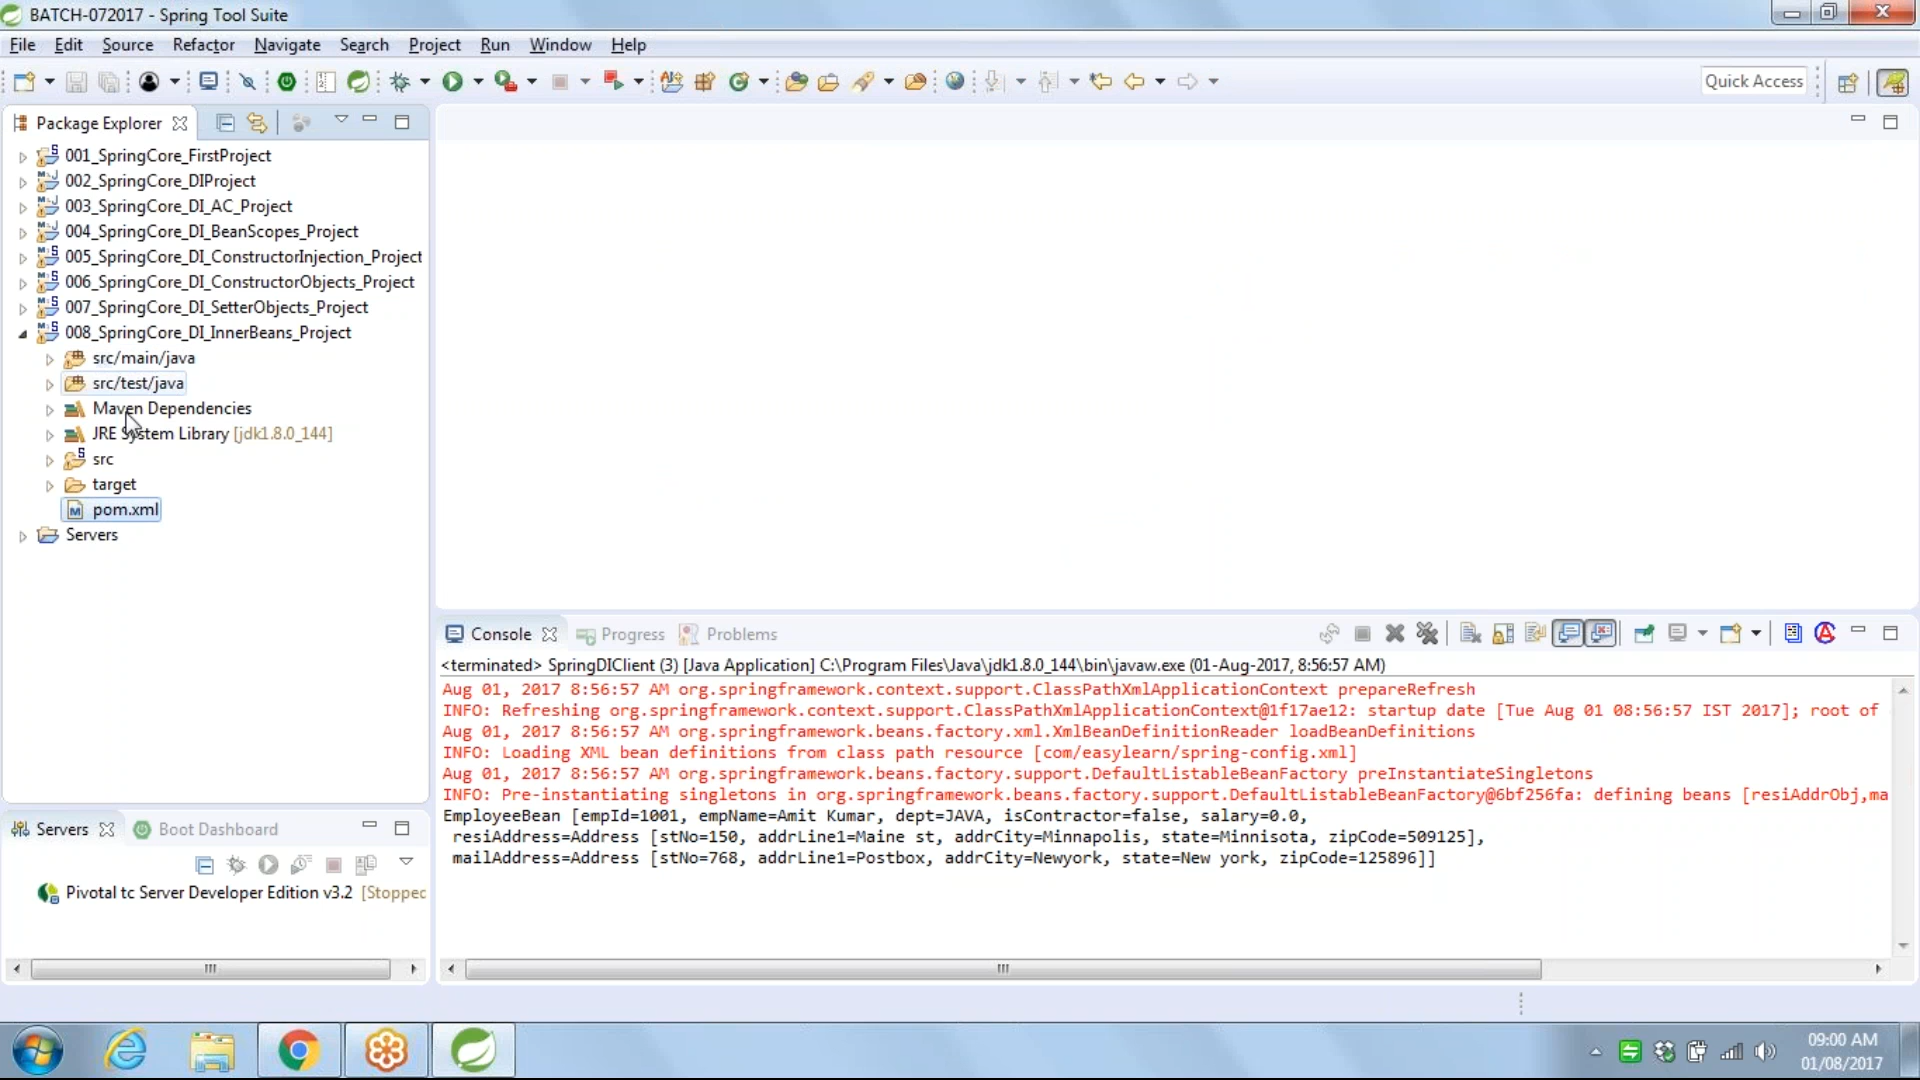 BATCH-072017 - Spring Tool Suite
File Edit Source Refactor Navigate Search Project Run Window Help
Quick Access
Package Explorer
001_SpringCore_FirstProject
002_SpringCore_DIProject
003_SpringCore_DI_AC_Project
004_SpringCore_DI_BeanScopes_Project
005_SpringCore_DI_ConstructorInjection_Project
006_SpringCore_DI_ConstructorObjects_Project
007_SpringCore_DI_SetterObjects_Project
008_SpringCore_DI_InnerBeans_Project
src/main/java
src/test/java
Maven Dependencies
JRE System Library [jdk1.8.0_144]
src
target
pom.xml
Servers
Console Progress Problems
<terminated> SpringDIClient (3) [Java Application] C:\Program Files\Java\jdk1.8.0_144\bin\javaw.exe (01-Aug-2017, 8:56:57 AM)
Aug 01, 2017 8:56:57 AM org.springframework.context.support.ClassPathXmlApplicationContext prepareRefresh
INFO: Refreshing org.springframework.context.support.ClassPathXmlApplicationContext@1f17ae12: startup date [Tue Aug 01 08:56:57 IST 2017]; root of
Aug 01, 2017 8:56:57 AM org.springframework.beans.factory.xml.XmlBeanDefinitionReader loadBeanDefinitions
INFO: Loading XML bean definitions from class path resource [com/easylearn/spring-config.xml]
Aug 01, 2017 8:56:57 AM org.springframework.beans.factory.support.DefaultListableBeanFactory preInstantiateSingletons
INFO: Pre-instantiating singletons in org.springframework.beans.factory.support.DefaultListableBeanFactory@6bf256fa: defining beans [resiAddrObj,ma
EmployeeBean [empId=1001, empName=Amit Kumar, dept=JAVA, isContractor=false, salary=0.0,
resiAddress=Address [stNo=150, addrLine1=Maine st, addrCity=Minnapolis, state=Minnisota, zipCode=509125],
mailAddress=Address [stNo=768, addrLine1=Postbox, addrCity=Newyork, state=New york, zipCode=125896]]
Servers Boot Dashboard
Pivotal tc Server Developer Edition v3.2 [Stopped
09:00 AM
01/08/2017